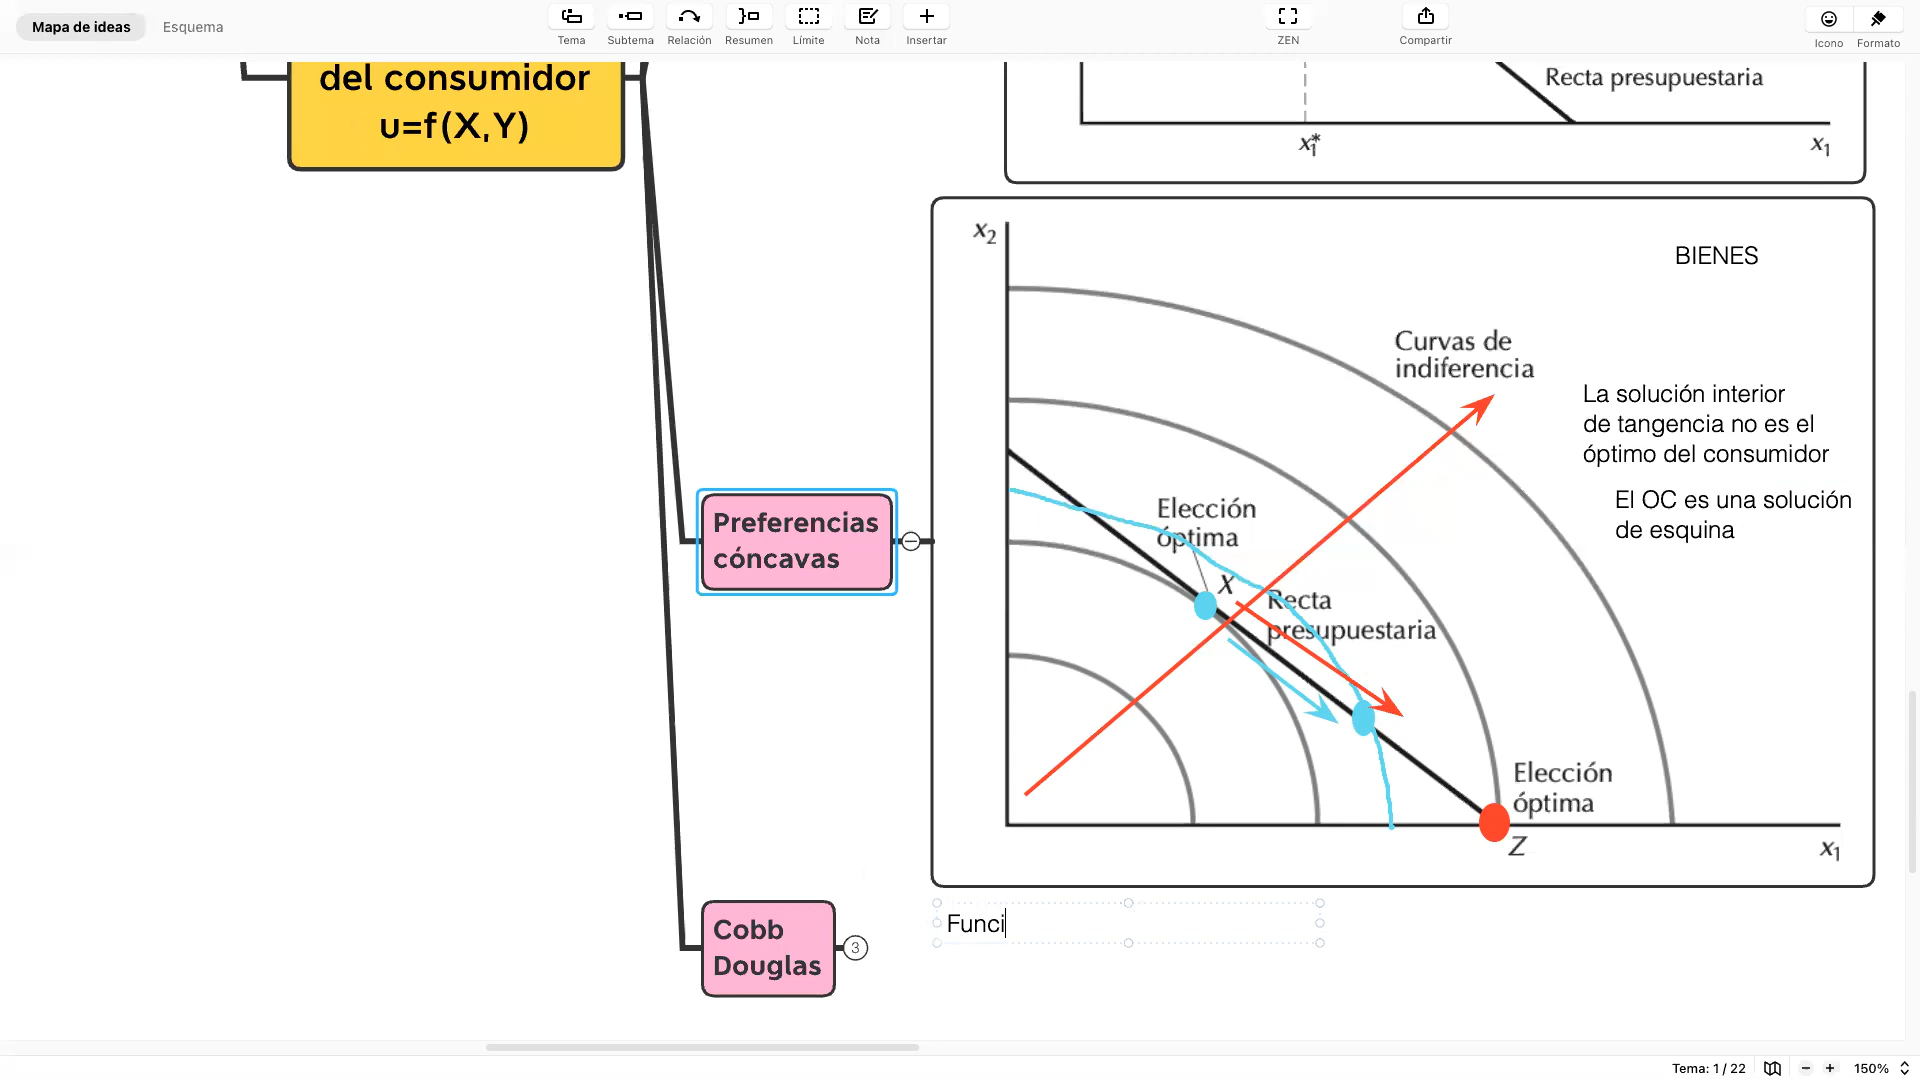 Mapa de ideas
Esquema
Tema
Subtema
Relación
Resumen
Límite
Nota
Insertar
ZEN
Compartir
Icono
Formato
del consumidor
u=f(X,Y)
Recta presupuestaria
x₁*
x₁
x₂
BIENES
Curvas de
indiferencia
La solución interior
de tangencia no es el
óptimo del consumidor
El OC es una solución
de esquina
Elección
óptima
X
Recta
presupuestaria
Preferencias
cóncavas
Elección
óptima
Z
x₁
Funci
Cobb
Douglas
3
Tema: 1 / 22
150%